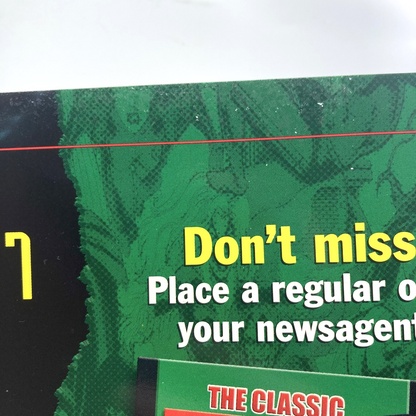 Don't miss
Place a regular
your newsagent
THE CLASSIC